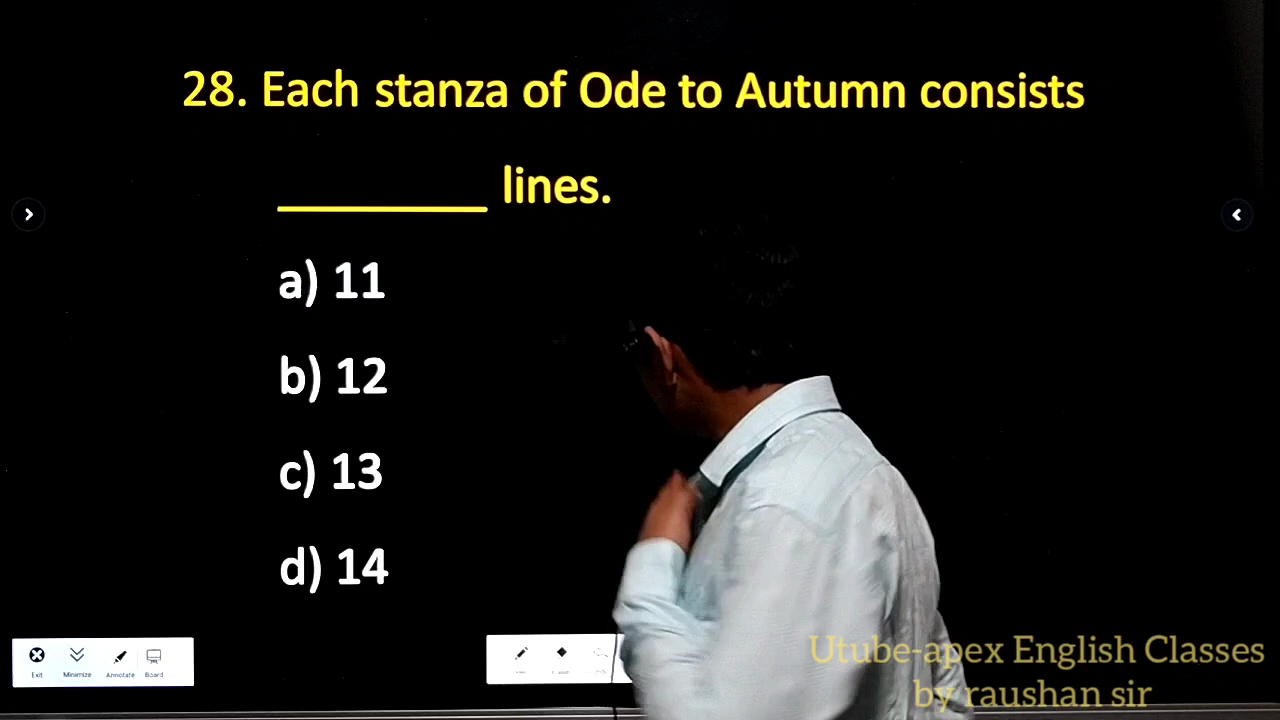 28. Each stanza of Ode to Autumn consists
________ lines.
a) 11
b) 12
c) 13
d) 14
Exit Minimize Annotate Board
Utube-apex English Classes
by raushan sir